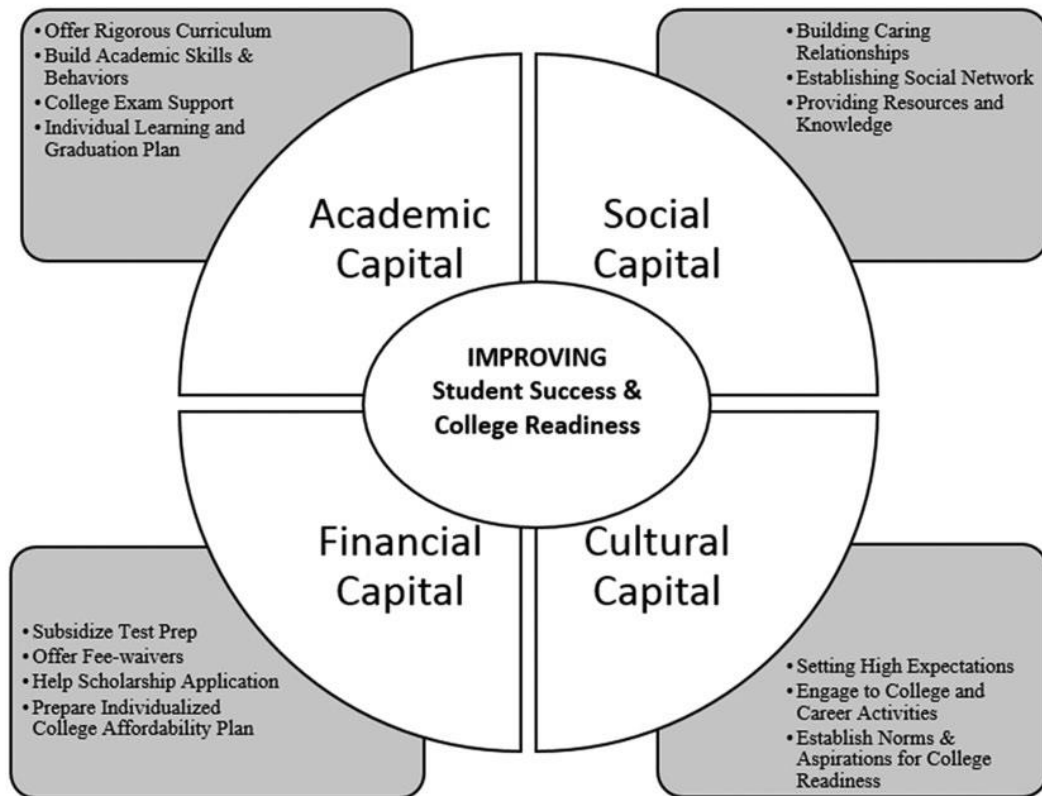 • Offer Rigorous Curriculum
• Build Academic Skills &
Behaviors
• College Exam Support
• Individual Learning and
Graduation Plan
• Building Caring
Relationships
• Establishing Social Network
• Providing Resources and
Knowledge
Academic
Capital
Social
Capital
IMPROVING
Student Success &
College Readiness
Financial
Capital
Cultural
Capital
• Subsidize Test Prep
• Offer Fee-waivers
• Help Scholarship Application
• Prepare Individualized
College Affordability Plan
• Setting High Expectations
• Engage to College and
Career Activities
• Establish Norms &
Aspirations for College
Readiness